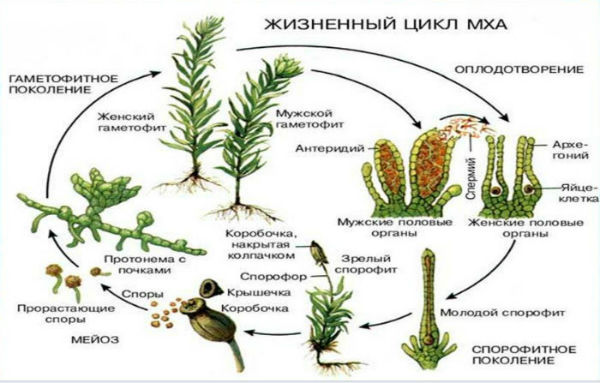 ЖИЗНЕННЫЙ ЦИКЛ МХА
ГАМЕТОФИТНОЕ
ПОКОЛЕНИЕ
ОПЛОДОТВОРЕНИЕ
Женский
гаметофит
Мужской
гаметофит
Антеридий
Спермий
Архе-
гоний
Яйце-
клетка
Мужские половые
органы
Женские половые
органы
Протонема с
почками
Коробочка,
накрытая
колпачком
Зрелый
спорофит
Спорофор
Споры
Крышечка
Коробочка
Прорастающие
споры
Молодой спорофит
МЕЙОЗ
СПОРОФИТНОЕ
ПОКОЛЕНИЕ